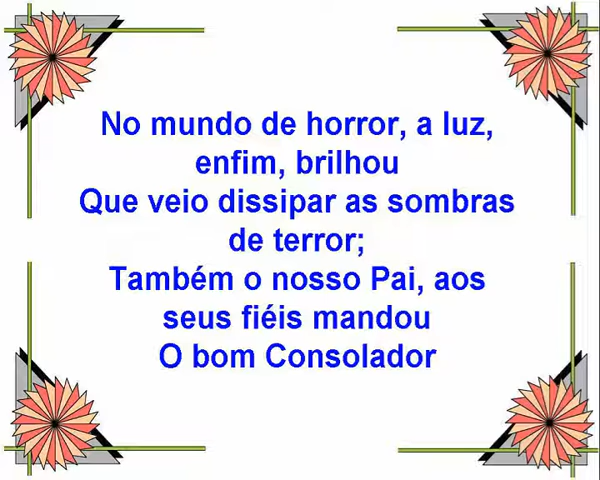 No mundo de horror, a luz,
enfim, brilhou
Que veio dissipar as sombras
de terror;
Também o nosso Pai, aos
seus fiéis mandou
O bom Consolador